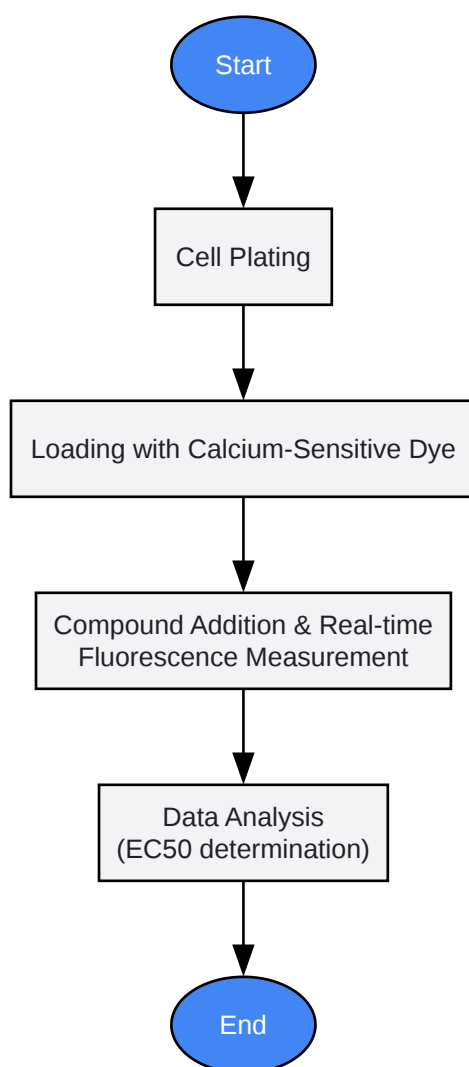 Start
Cell Plating
Loading with Calcium-Sensitive Dye
Compound Addition & Real-time
Fluorescence Measurement
Data Analysis
(EC50 determination)
End